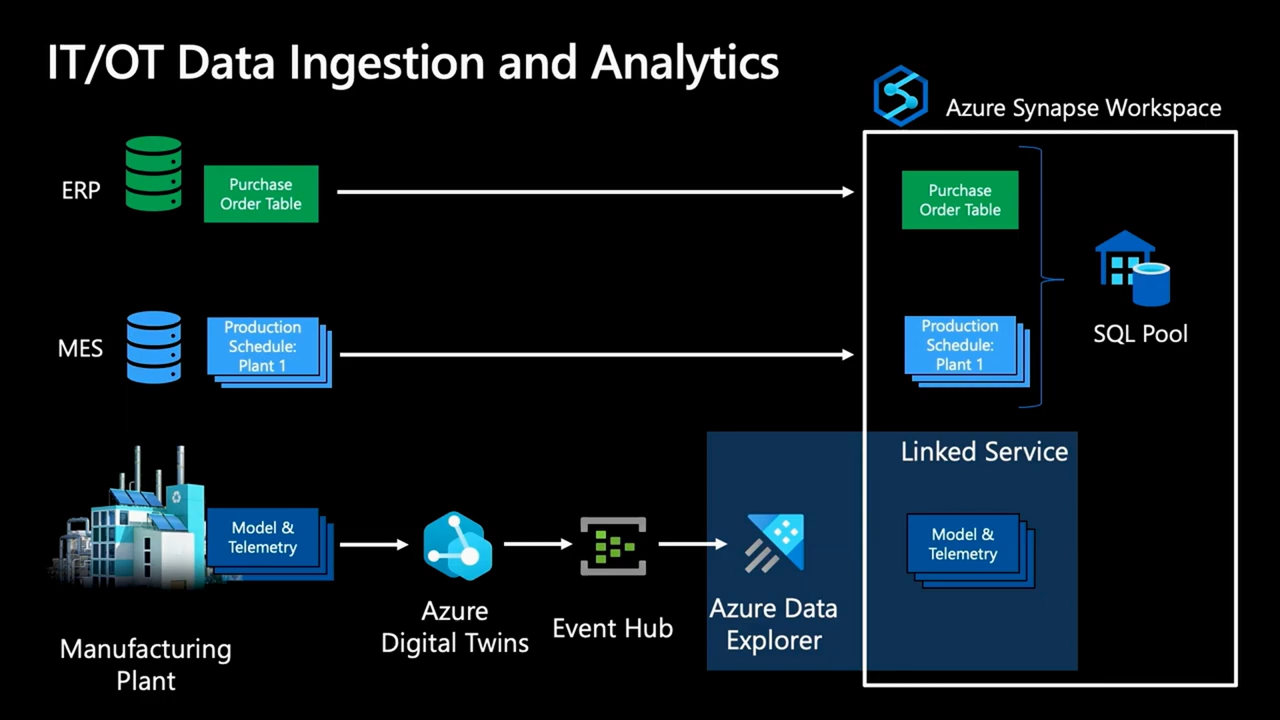 IT/OT Data Ingestion and Analytics
Azure Synapse Workspace
ERP
Purchase
Order Table
Purchase
Order Table
MES
Production
Schedule:
Plant 1
Production
Schedule:
Plant 1
SQL Pool
Linked Service
Model &
Telemetry
Model &
Telemetry
Manufacturing
Plant
Azure
Digital Twins
Event Hub
Azure Data
Explorer